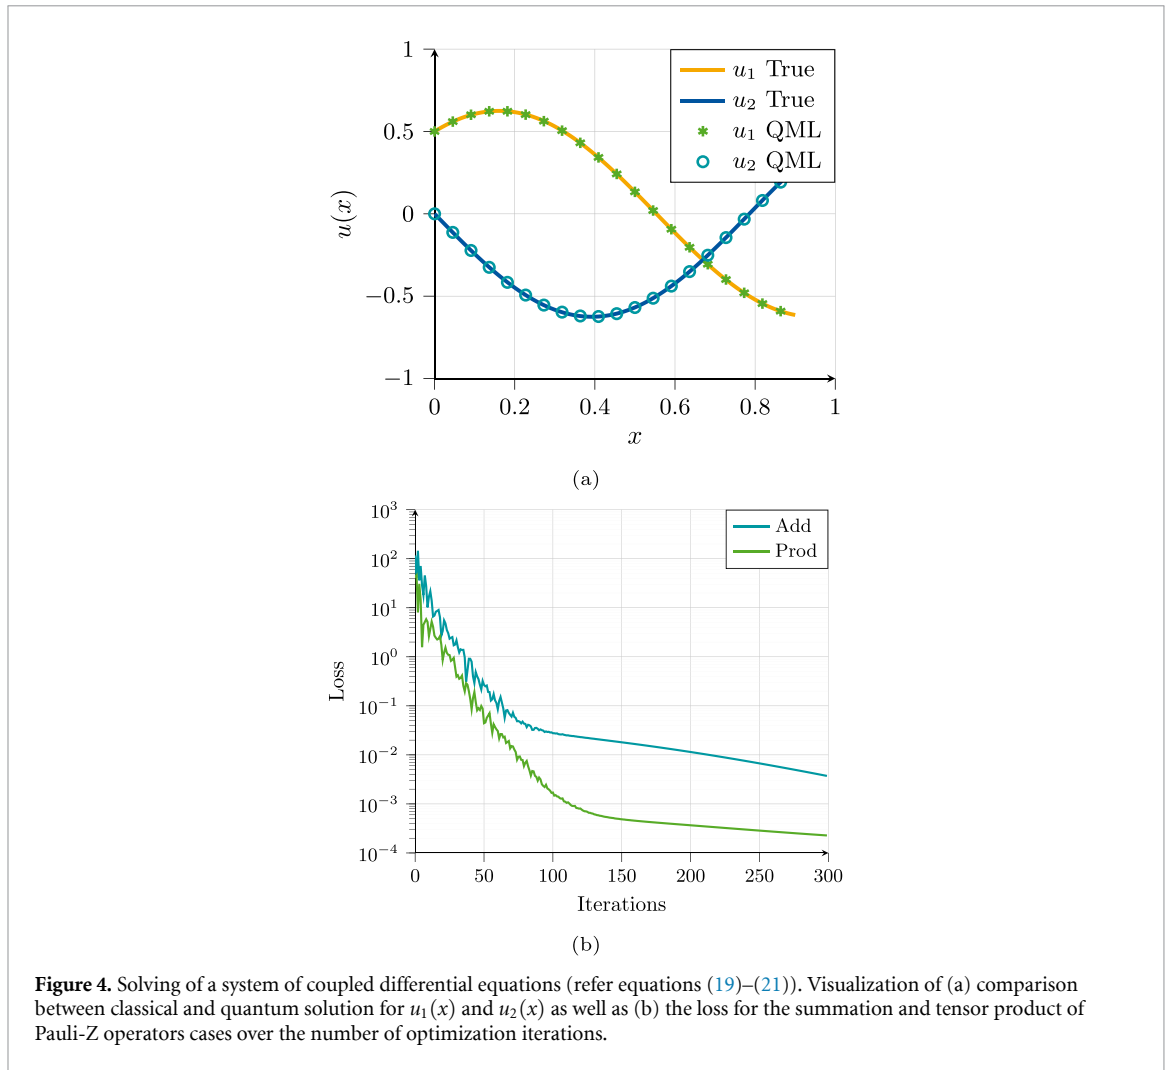 1
0.5
0
−0.5
−1
u(x)
u₁ True
u₂ True
u₁ QML
u₂ QML
0 0.2 0.4 0.6 0.8 1
x
(a)
10³
10²
10¹
10⁰
10⁻¹
10⁻²
10⁻³
10⁻⁴
Loss
Add
Prod
0 50 100 150 200 250 300
Iterations
(b)
Figure 4. Solving of a system of coupled differential equations (refer equations (19)–(21)). Visualization of (a) comparison
between classical and quantum solution for u₁(x) and u₂(x) as well as (b) the loss for the summation and tensor product of
Pauli-Z operators cases over the number of optimization iterations.